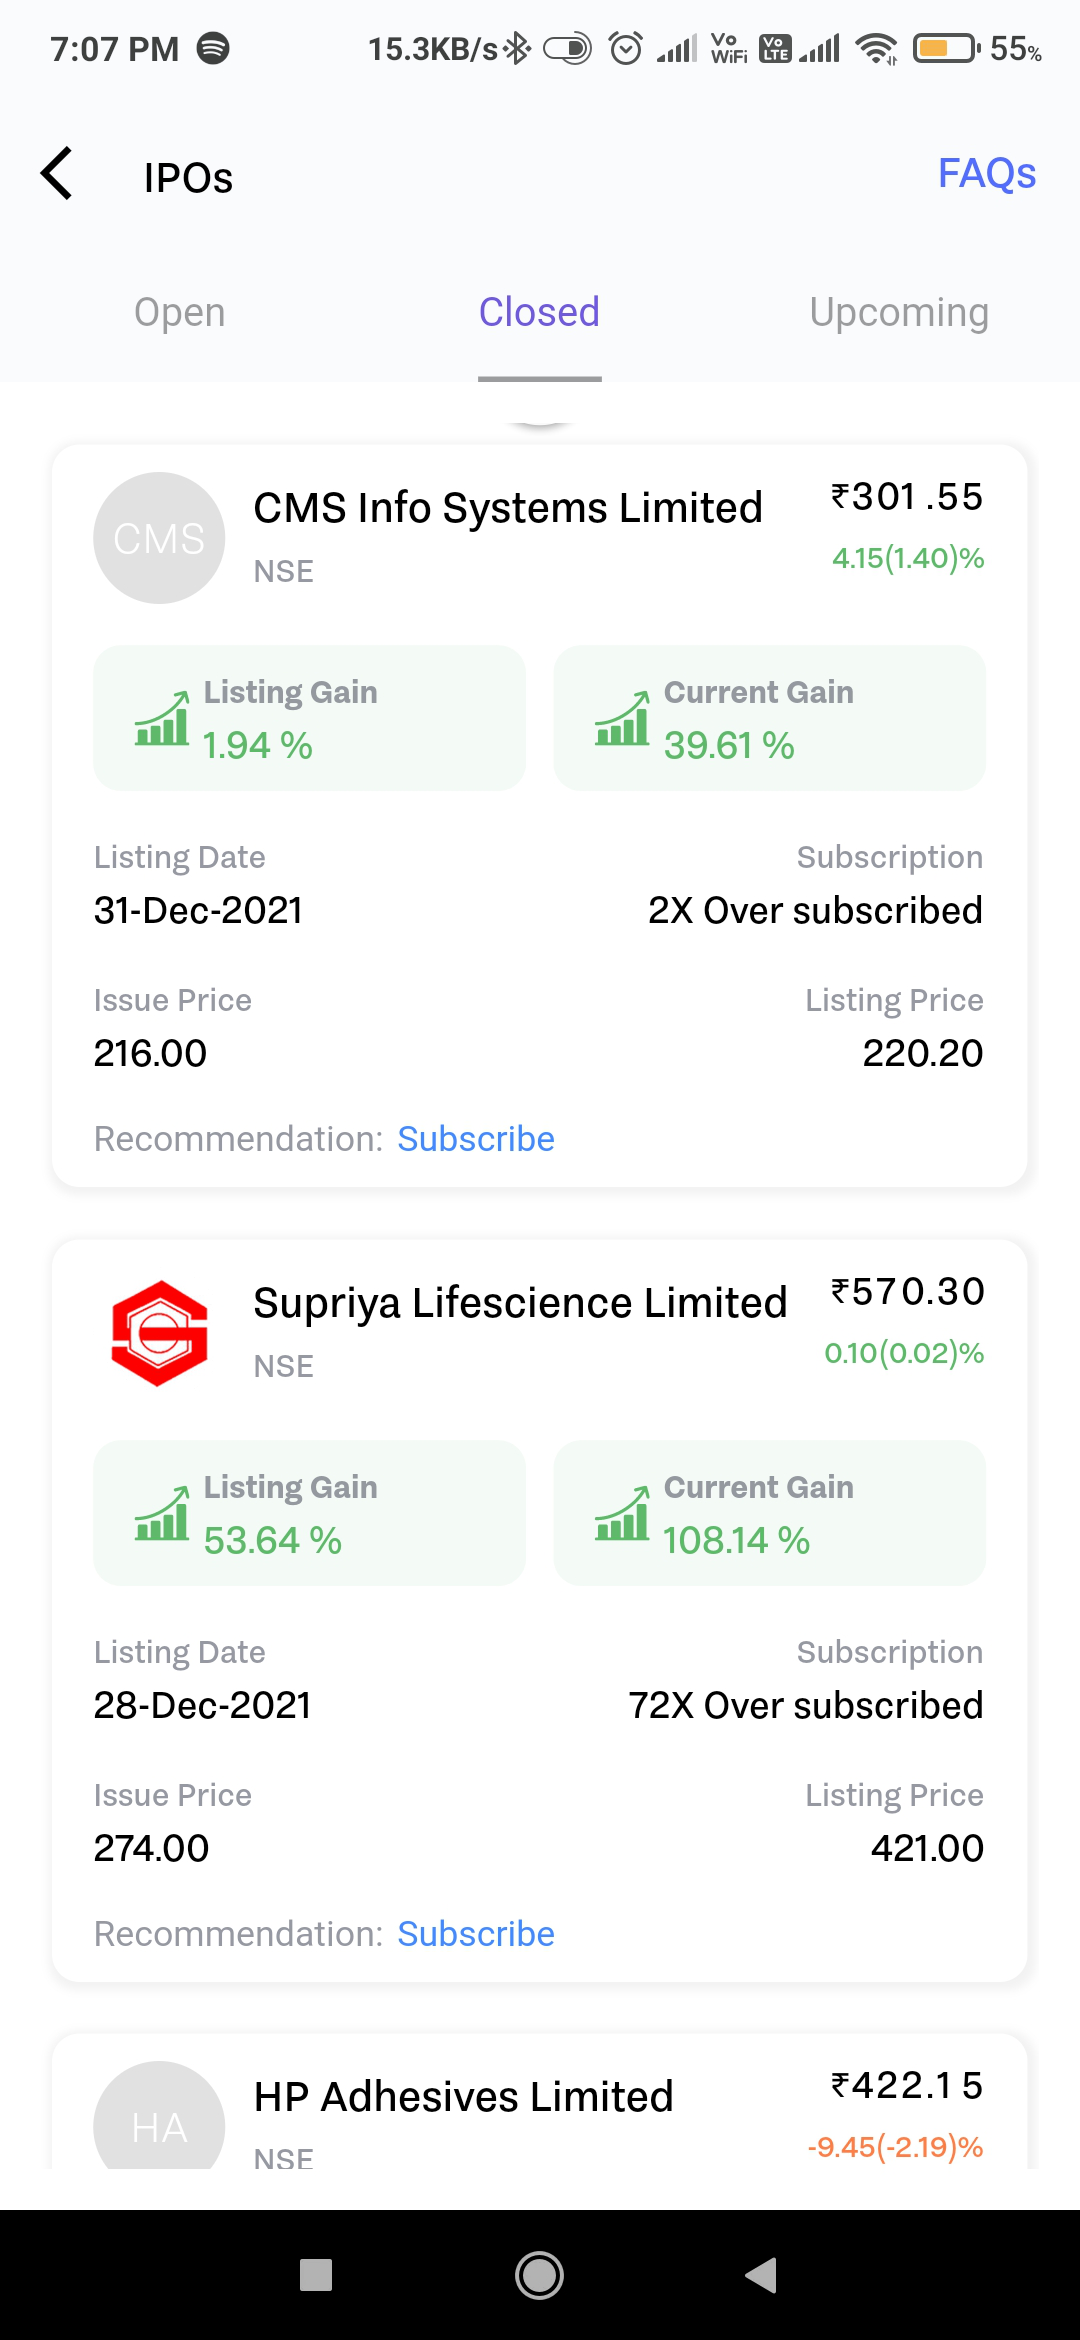 7:07 PM 15.3KB/s Vo WiFi Vo LTE 55%
IPOs FAQs
Open Closed Upcoming
CMS CMS Info Systems Limited ₹301.55
NSE 4.15(1.40)%
Listing Gain Current Gain
1.94 % 39.61 %
Listing Date Subscription
31-Dec-2021 2X Over subscribed
Issue Price Listing Price
216.00 220.20
Recommendation: Subscribe
Supriya Lifescience Limited ₹570.30
NSE 0.10(0.02)%
Listing Gain Current Gain
53.64 % 108.14 %
Listing Date Subscription
28-Dec-2021 72X Over subscribed
Issue Price Listing Price
274.00 421.00
Recommendation: Subscribe
HA HP Adhesives Limited ₹422.15
NSE -9.45(-2.19)%